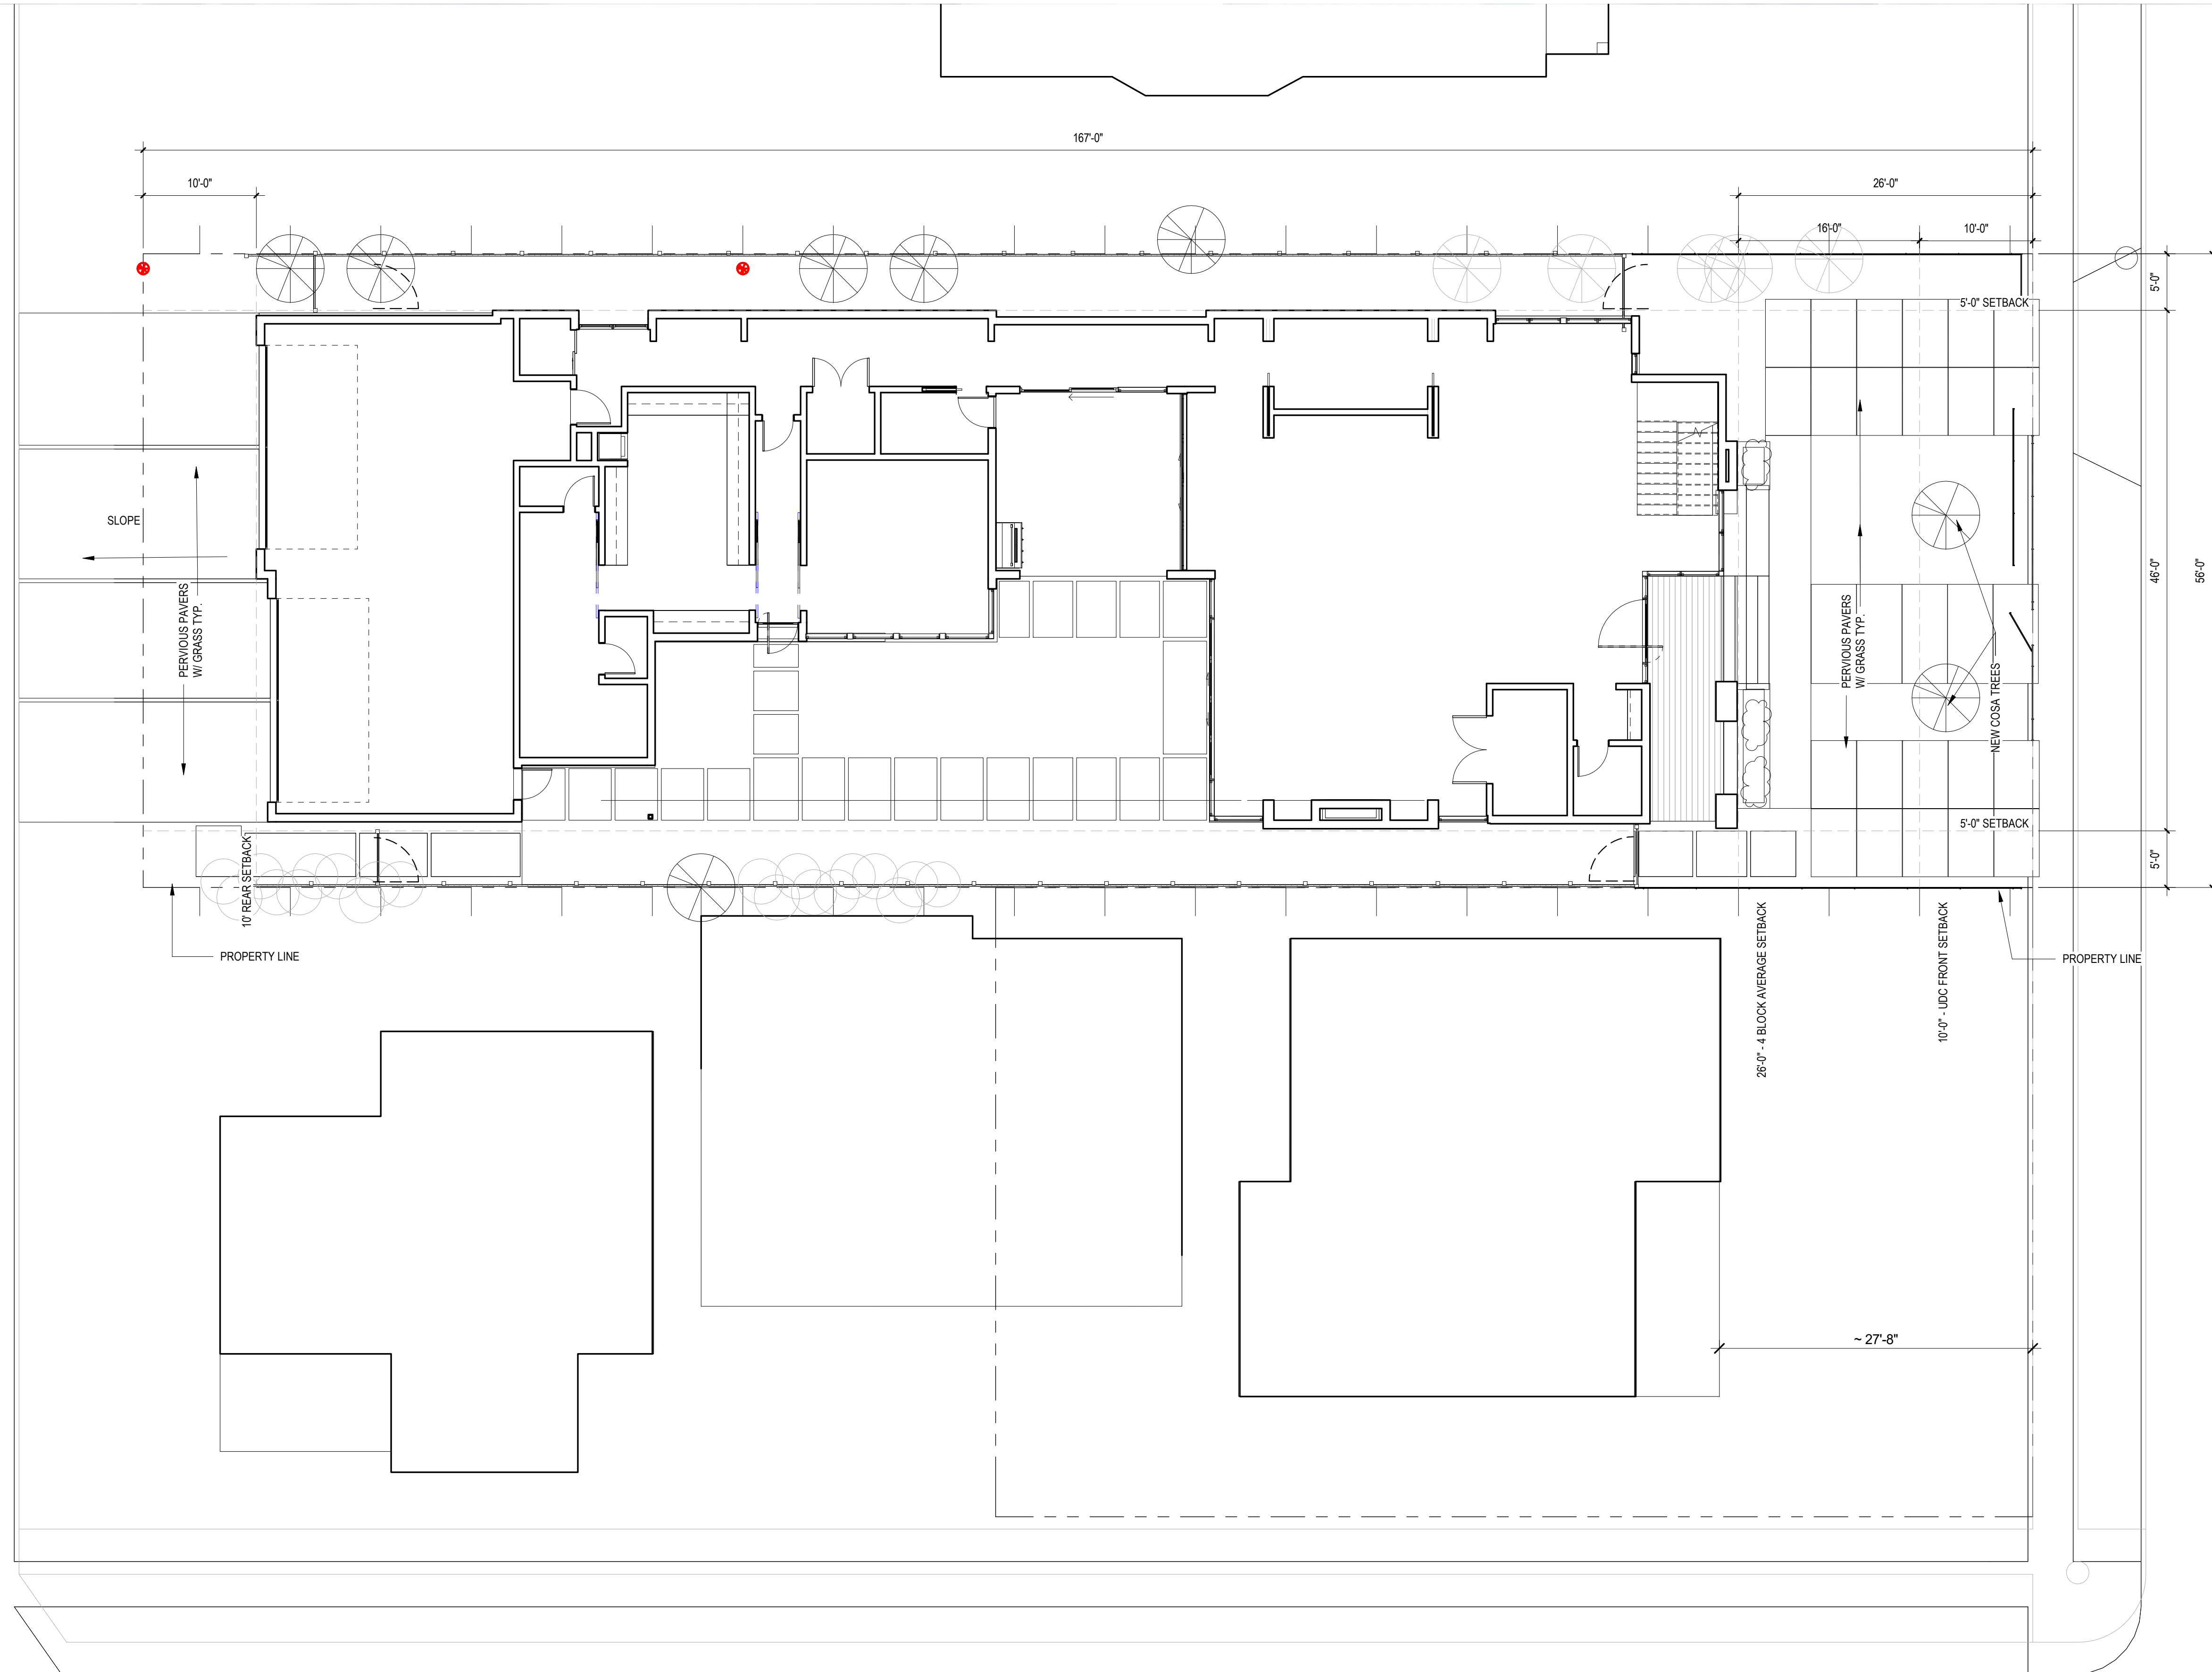 167'-0"
10'-0"
26'-0"
16'-0"
10'-0"
5'-0"
5'-0" SETBACK
SLOPE
PERVIOUS PAVERS
W/ GRASS TYP.
PERVIOUS PAVERS
W/ GRASS TYP.
NEW COSA TREES
46'-0"
56'-0"
5'-0" SETBACK
5'-0"
10' REAR SETBACK
PROPERTY LINE
26'-0" - 4 BLOCK AVERAGE SETBACK
10'-0" - UDC FRONT SETBACK
PROPERTY LINE
~ 27'-8"